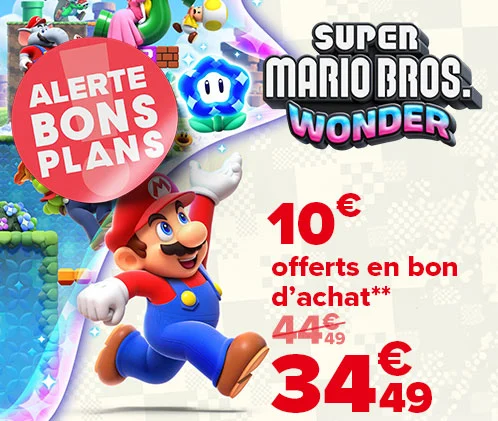 ALERTE
BONS
PLANS
SUPER
MARIO BROS.
WONDER
10€
offerts en bon
d'achat**
44€49
34€49
M